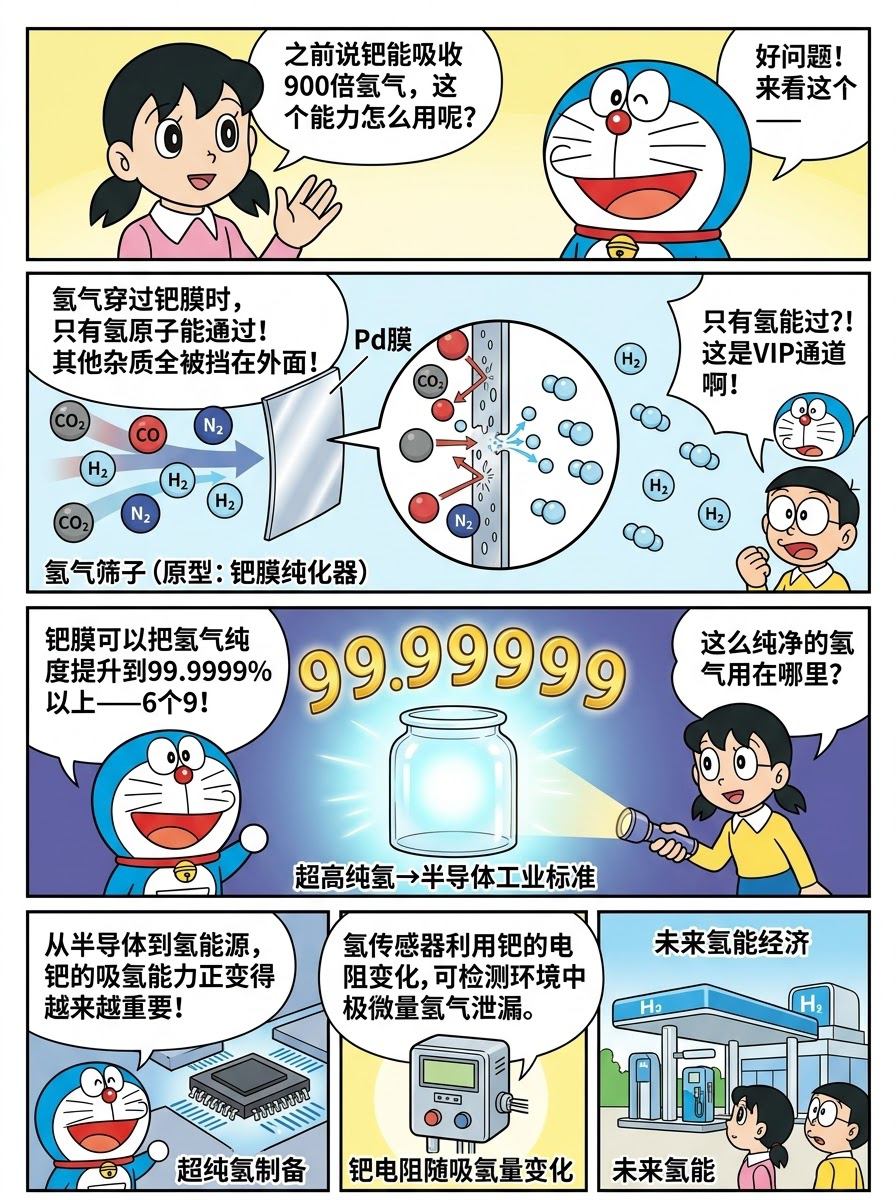 之前说钯能吸收
900倍氢气，这
个能力怎么用呢？
好问题！
来看这个
——
氢气穿过钯膜时，
只有氢原子能通过！
其他杂质全被挡在外面！
Pd膜
只有氢能过?!
这是VIP通道
啊！
CO₂
CO
N₂
H₂
H₂
H₂
CO₂
N₂
CO₂
N₂
H₂
H₂
H₂
氢气筛子（原型：钯膜纯化器）
钯膜可以把氢气纯
度提升到99.9999%
以上——6个9！
99.99999
这么纯净的氢
气用在哪里？
超高纯氢→半导体工业标准
从半导体到氢能源，
钯的吸氢能力正变得
越来越重要！
超纯氢制备
氢传感器利用钯的电
阻变化，可检测环境中
极微量氢气泄漏。
钯电阻随吸氢量变化
未来氢能经济
H₂
H₂
未来氢能